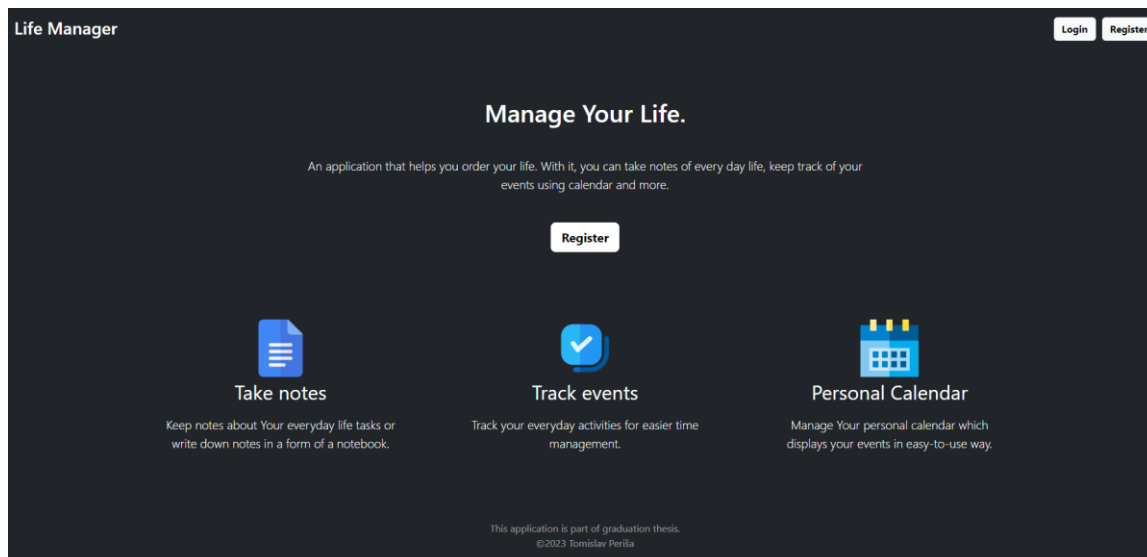 Life Manager
Login
Register
Manage Your Life.
An application that helps you order your life. With it, you can take notes of every day life, keep track of your
events using calendar and more.
Register
Take notes
Keep notes about Your everyday life tasks or
write down notes in a form of a notebook.
Track events
Track your everyday activities for easier time
management.
Personal Calendar
Manage Your personal calendar which
displays your events in easy-to-use way.
This application is part of graduation thesis.
©2023 Tomislav Periša